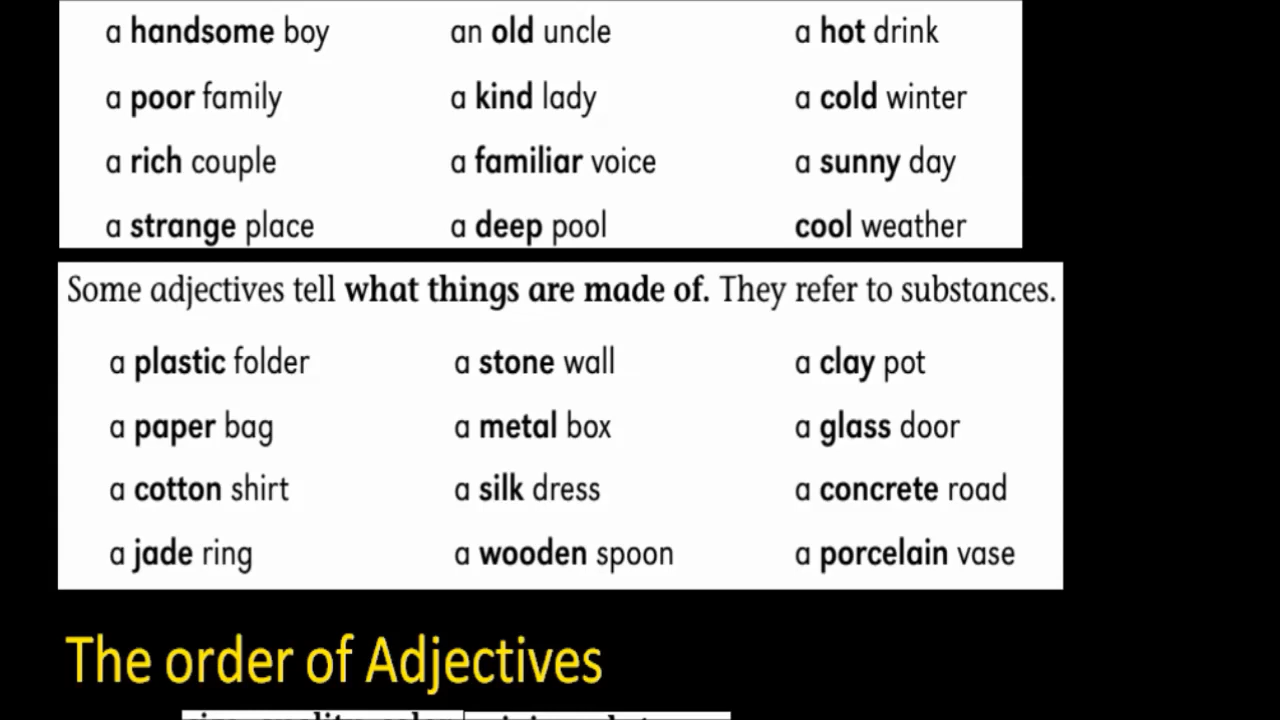 a handsome boy an old uncle a hot drink
a poor family a kind lady a cold winter
a rich couple a familiar voice a sunny day
a strange place a deep pool cool weather
Some adjectives tell what things are made of. They refer to substances.
a plastic folder a stone wall a clay pot
a paper bag a metal box a glass door
a cotton shirt a silk dress a concrete road
a jade ring a wooden spoon a porcelain vase
The order of Adjectives